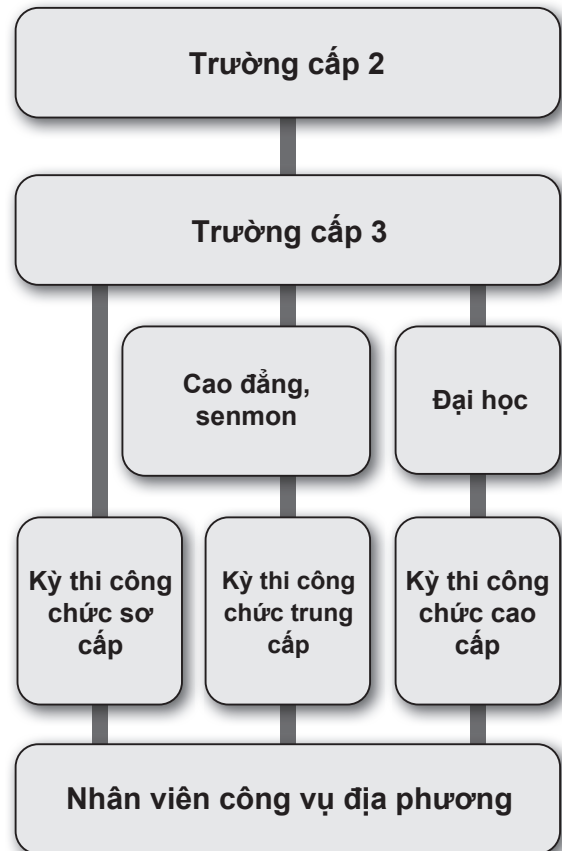 Trường cấp 2
Trường cấp 3
Cao đẳng,
senmon
Đại học
Kỳ thi công
chức sơ
cấp
Kỳ thi công
chức trung
cấp
Kỳ thi công
chức cao
cấp
Nhân viên công vụ địa phương